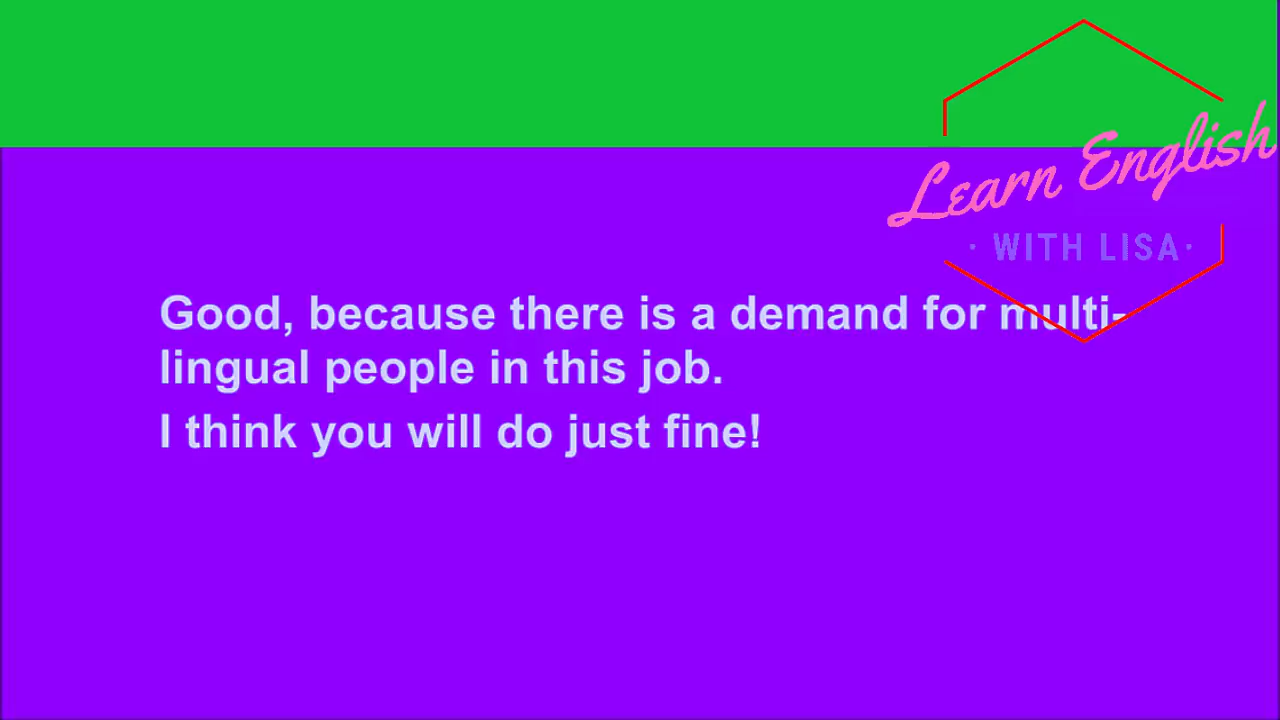 Learn English
· WITH LISA·
Good, because there is a demand for multi-
lingual people in this job.
I think you will do just fine!